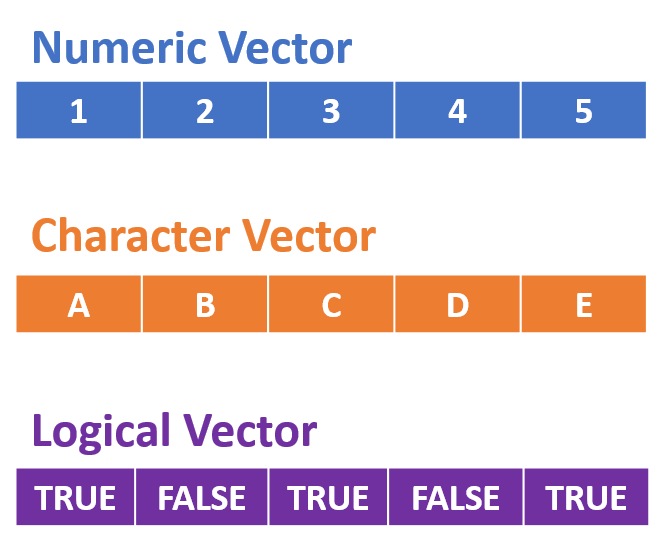 Numeric Vector
1 2 3 4 5
Character Vector
A B C D E
Logical Vector
TRUE FALSE TRUE FALSE TRUE